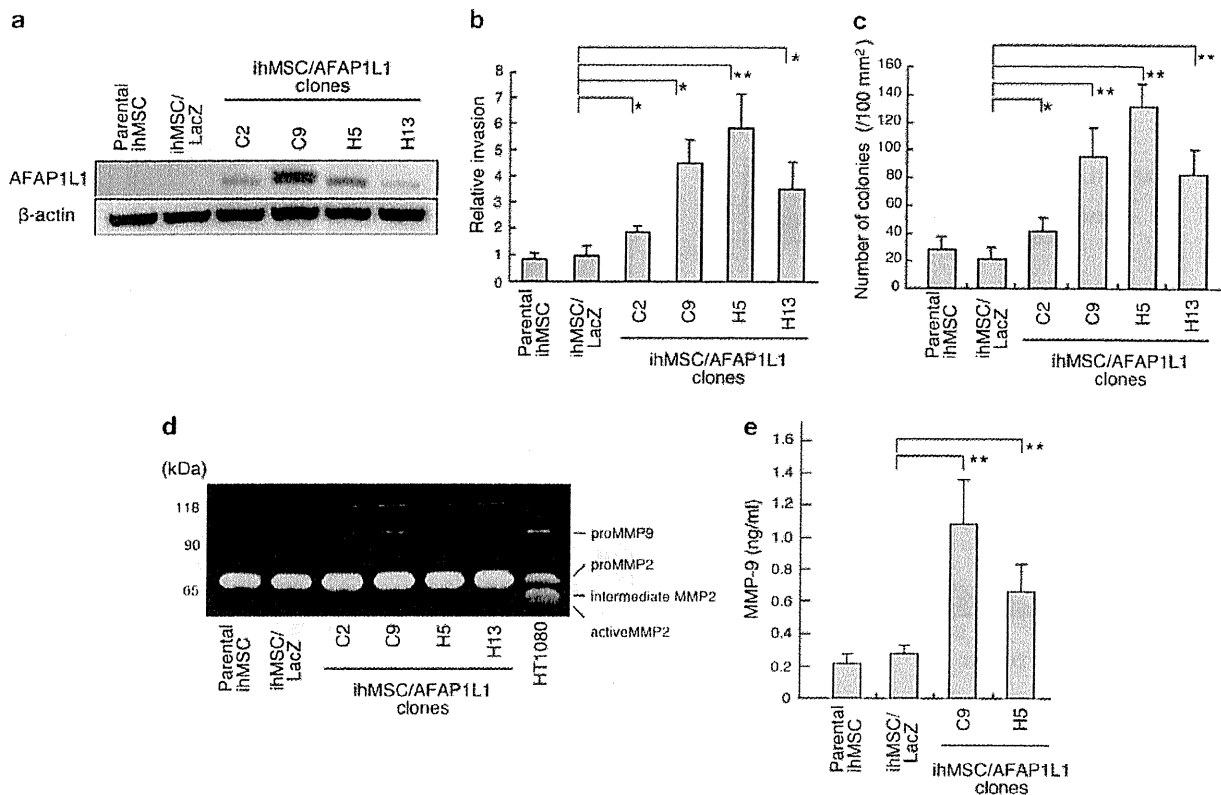 a
ihMSC/AFAP1L1
clones
Parental
ihMSC
ihMSC/
LacZ
C2
C9
H5
H13
AFAP1L1
β-actin
b
Relative invasion
8
7
6
5
4
3
2
1
0
*
*
**
*
Parental
ihMSC
ihMSC/
LacZ
C2
C9
H5
H13
ihMSC/AFAP1L1
clones
c
Number of colonies (/100 mm²)
160
140
120
100
80
60
40
20
0
*
**
**
**
Parental
ihMSC
ihMSC/
LacZ
C2
C9
H5
H13
ihMSC/AFAP1L1
clones
d
(kDa)
118
90
65
proMMP9
proMMP2
intermediate MMP2
activeMMP2
Parental
ihMSC
ihMSC/
LacZ
C2
C9
H5
H13
HT1080
ihMSC/AFAP1L1
clones
e
MMP-9 (ng/ml)
1.6
1.4
1.2
1.0
0.8
0.6
0.4
0.2
0
**
**
Parental
ihMSC
ihMSC/
LacZ
C9
H5
ihMSC/AFAP1L1
clones